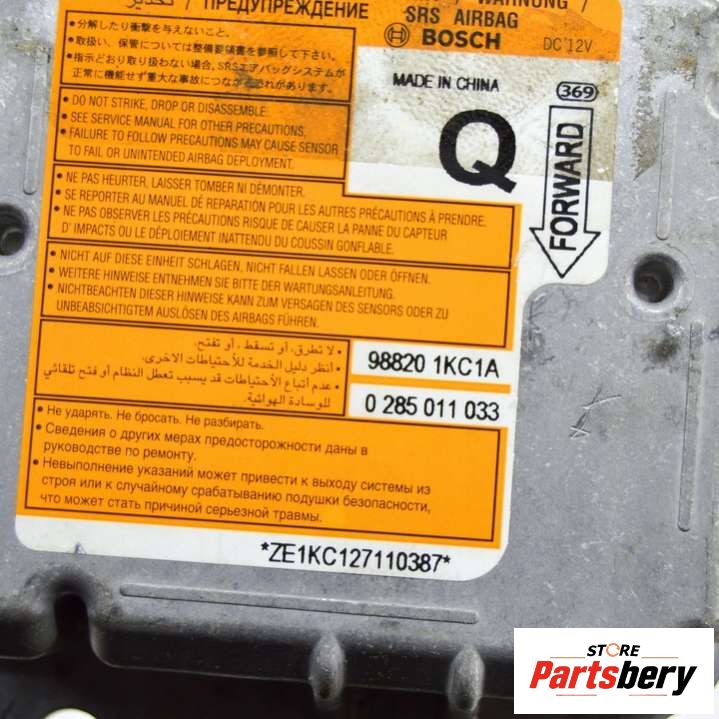 ПРЕДУПРЕЖДЕНИЕ
/ WARNUNG /
SRS AIRBAG
BOSCH DC 12V
•分解したり衝撃を与えないこと。
•取扱い、保管については整備要領書を参照して下さい。
•指示どおり取り扱わない場合、SRSエアバッグシステムが
正常に機能せず重大な事故につながるおそれがあります。
MADE IN CHINA
369
Q
FORWARD
• DO NOT STRIKE, DROP OR DISASSEMBLE.
• SEE SERVICE MANUAL FOR OTHER PRECAUTIONS.
• FAILURE TO FOLLOW PRECAUTIONS MAY CAUSE SENSOR
TO FAIL OR UNINTENDED AIRBAG DEPLOYMENT.
• NE PAS HEURTER, LAISSER TOMBER NI DÉMONTER.
• SE REPORTER AU MANUEL DE RÉPARATION POUR LES AUTRES PRÉCAUTIONS À PRENDRE.
• NE PAS OBSERVER LES PRÉCAUTIONS RISQUE DE CAUSER LA PANNE DU CAPTEUR
D' IMPACTS OU LE DÉPLOIEMENT INATTENDU DU COUSSIN GONFLABLE.
• NICHT AUF DIESE EINHEIT SCHLAGEN, NICHT FALLEN LASSEN ODER ÖFFNEN.
• WEITERE HINWEISE ENTNEHMEN SIE BITTE DER WARTUNGSANLEITUNG.
• NICHTBEACHTEN DIESER HINWEISE KANN ZUM VERSAGEN DES SENSORS ODER ZU
UNBEABSICHTIGTEM AUSLÖSEN DES AIRBAGS FÜHREN.
• لا تطرق، أو تسقط، أو تفتح.
• أنظر دليل الخدمة للأحتياطات الاخرى.
• عدم أتباع الأحتياطات قد يسبب تعطل النظام أو فتح تلقائي
للوسادة الهوائية.
98820 1KC1A
0 285 011 033
• Не ударять. Не бросать. Не разбирать.
• Сведения о других мерах предосторожности даны в
руководстве по ремонту.
• Невыполнение указаний может привести к выходу системы из
строя или к случайному срабатыванию подушки безопасности,
что может стать причиной серьезной травмы.
*ZE1KC127110387*
STORE
Partsbery